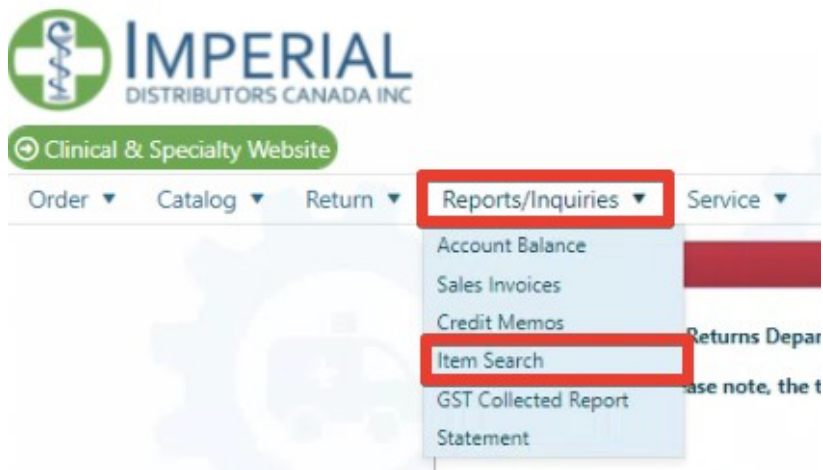 IMPERIAL
DISTRIBUTORS CANADA INC
Clinical & Specialty Website
Order ▼ Catalog ▼ Return ▼ Reports/Inquiries ▼ Service ▼
Account Balance
Sales Invoices
Credit Memos
Returns Depar
Item Search
ase note, the t
GST Collected Report
Statement